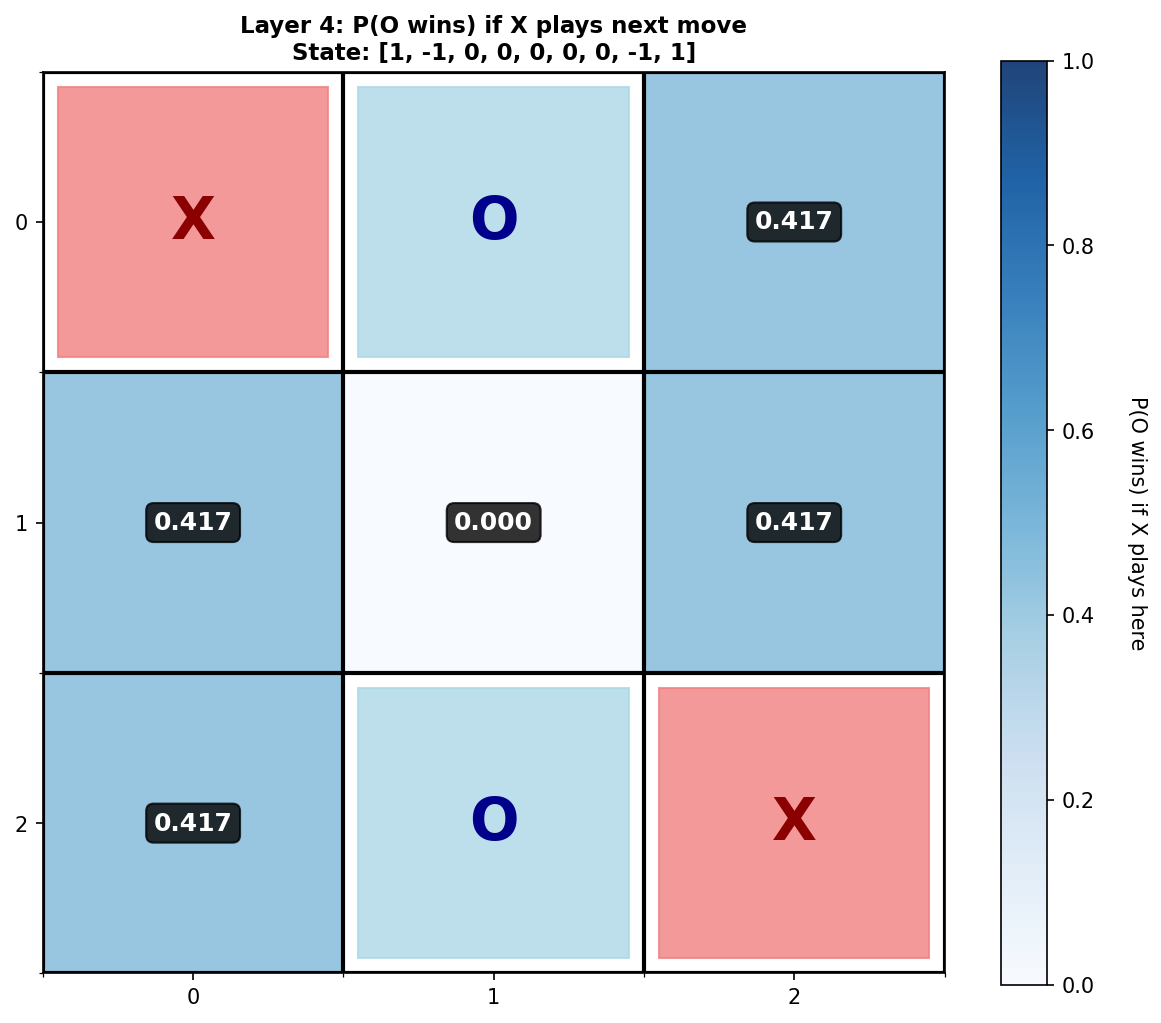 Layer 4: P(O wins) if X plays next move
State: [1, -1, 0, 0, 0, 0, 0, -1, 1]
0
X
O
0.417
1
0.417
0.000
0.417
2
0.417
O
X
0
1
2
1.0
0.8
0.6
0.4
0.2
0.0
P(O wins) if X plays here